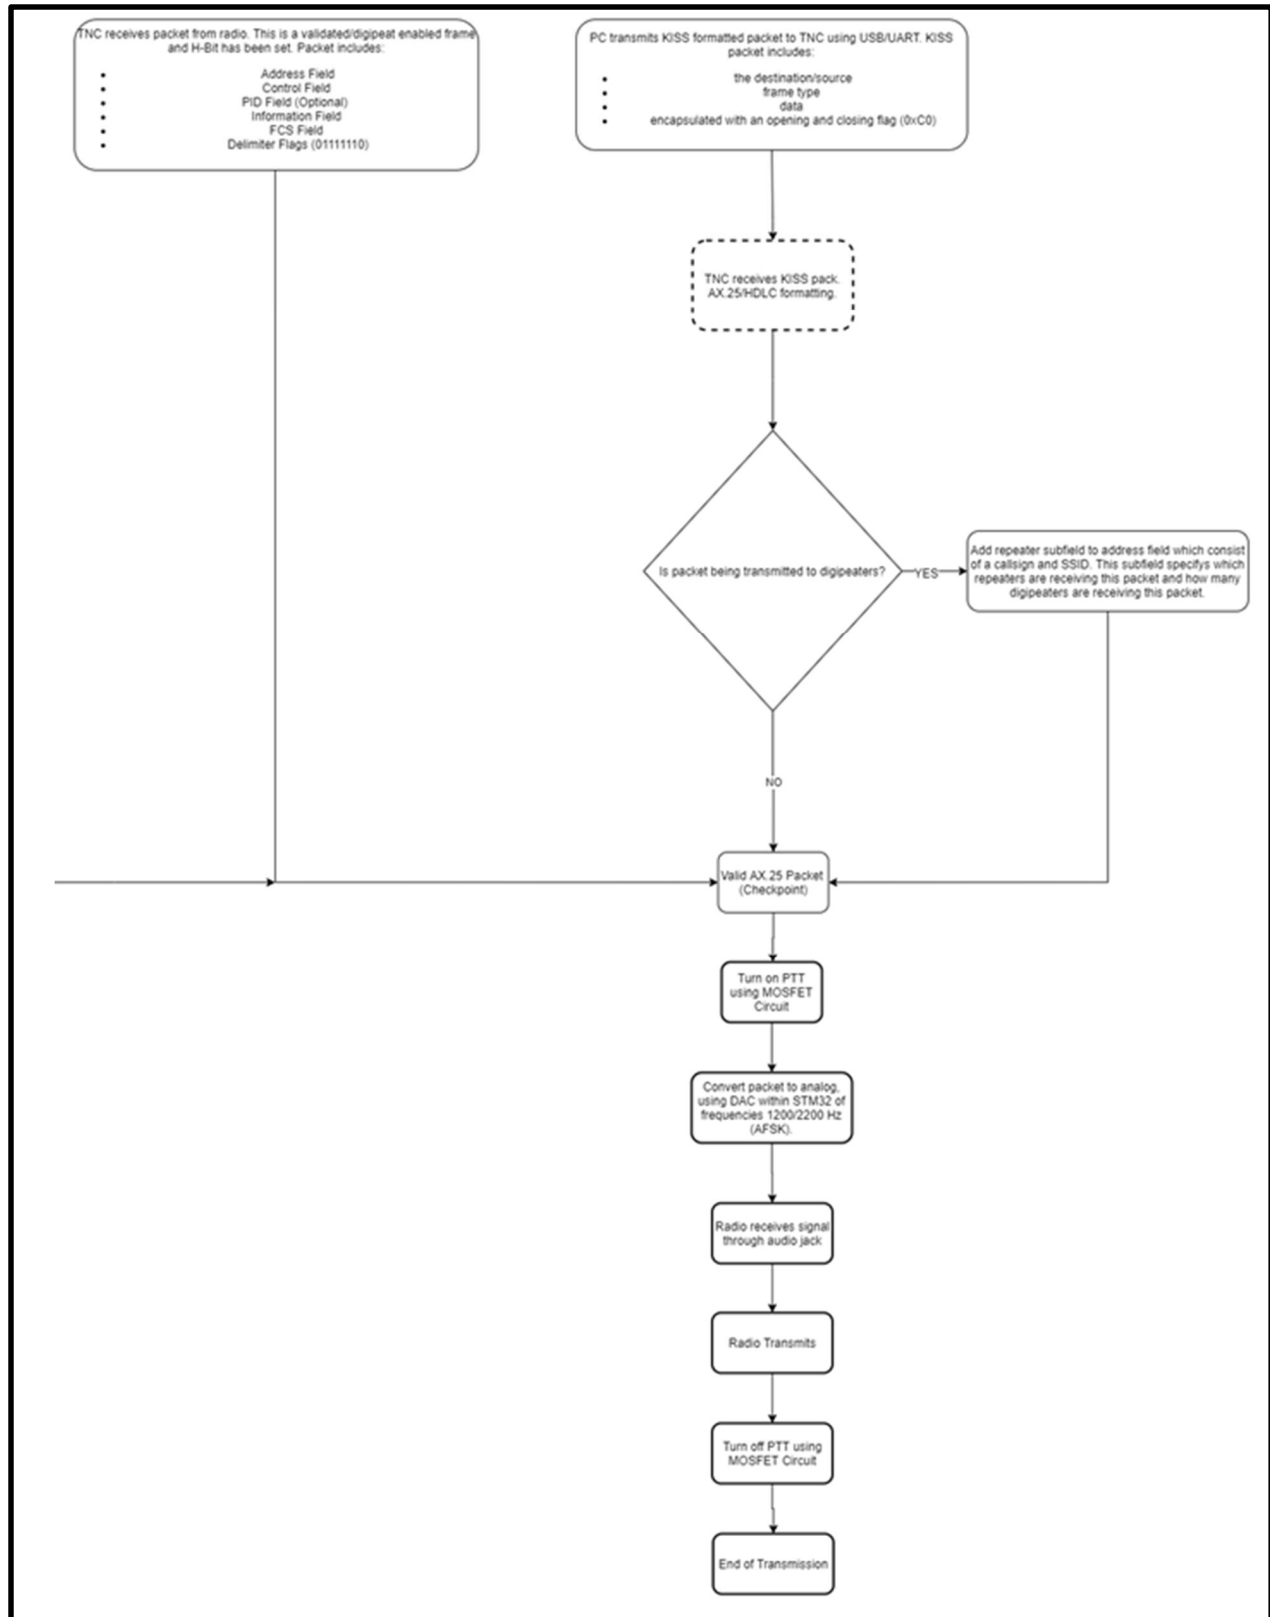 TNC receives packet from radio. This is a validated/digipeat enabled frame
and H-Bit has been set. Packet includes:
• Address Field
• Control Field
• PID Field (Optional)
• Information Field
• FCS Field
• Delimiter Flags (01111110)
PC transmits KISS formatted packet to TNC using USB/UART. KISS
packet includes:
• the destination/source
• frame type
• data
• encapsulated with an opening and closing flag (0xC0)
TNC receives KISS pack.
AX.25/HDLC formatting.
Is packet being transmitted to digipeaters?
YES
Add repeater subfield to address field which consist
of a callsign and SSID. This subfield specifys which
repeaters are receiving this packet and how many
digipeaters are receiving this packet.
NO
Valid AX.25 Packet
(Checkpoint)
Turn on PTT
using MOSFET
Circuit
Convert packet to analog,
using DAC within STM32 of
frequencies 1200/2200 Hz
(AFSK).
Radio receives signal
through audio jack
Radio Transmits
Turn off PTT using
MOSFET Circuit
End of Transmission